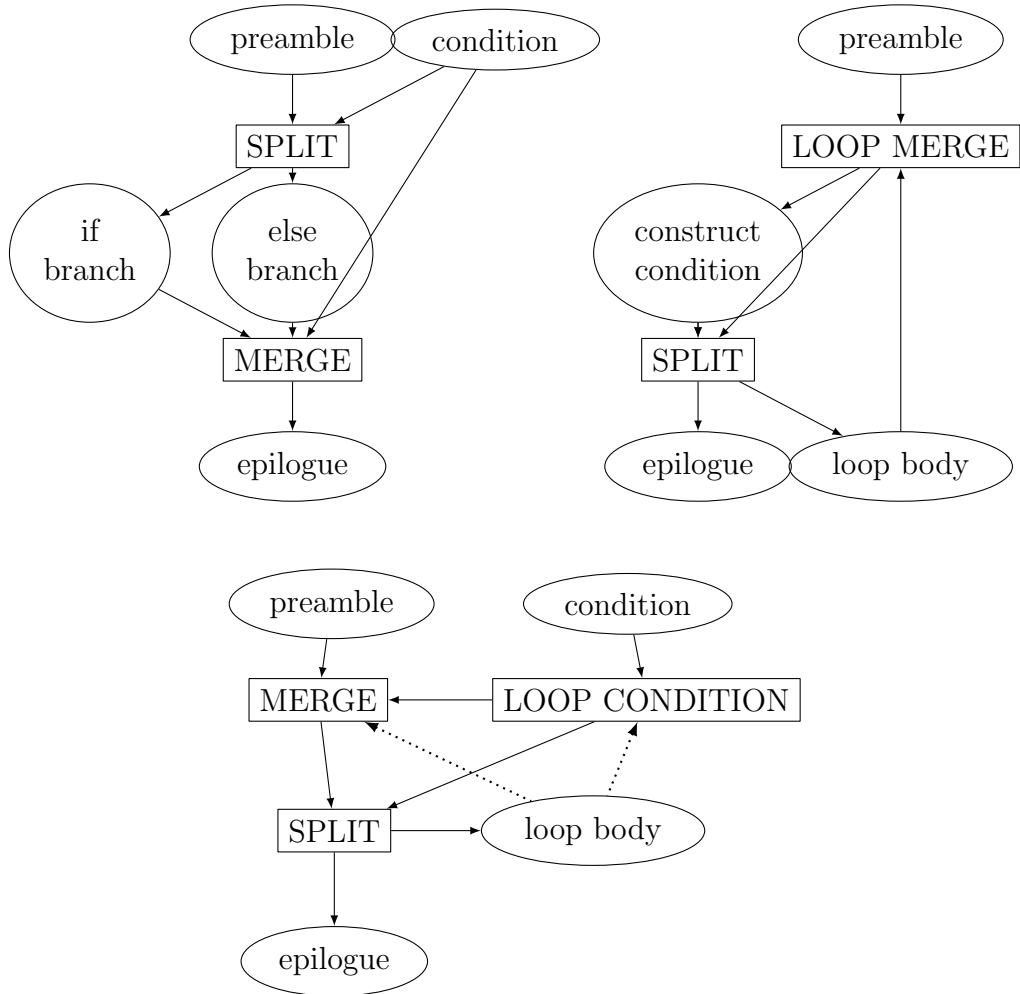 preamble
condition
SPLIT
if
branch
else
branch
MERGE
epilogue
preamble
LOOP MERGE
construct
condition
SPLIT
epilogue
loop body
preamble
condition
MERGE
LOOP CONDITION
SPLIT
loop body
epilogue